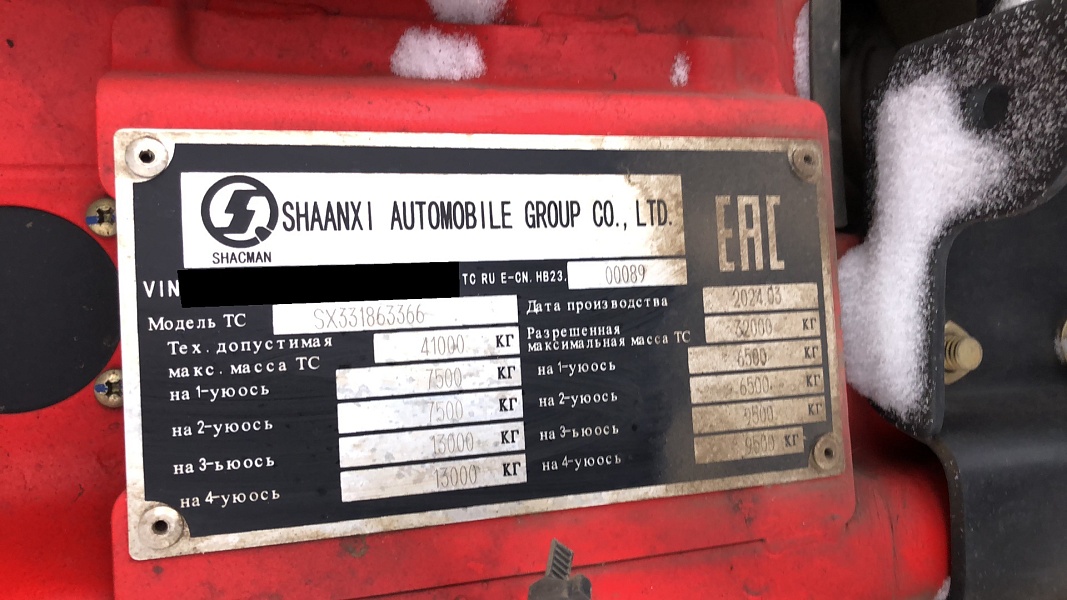 SHAANXI AUTOMOBILE GROUP CO., LTD.
SHACMAN
EAC
VIN
TC RU E-CN.HB23. 00089
Модель ТС SX331863366
Дата производства 2024.03
Тех. допустимая макс. масса ТС 41000 КГ
Разрешенная максимальная масса ТС 32000 КГ
на 1-уюось 7500 КГ
на 1-уюось 6500 КГ
на 2-уюось 7500 КГ
на 2-уюось 6500 КГ
на 3-ьюось 13000 КГ
на 3-ьюось 9500 КГ
на 4-уюось 13000 КГ
на 4-уюось КГ